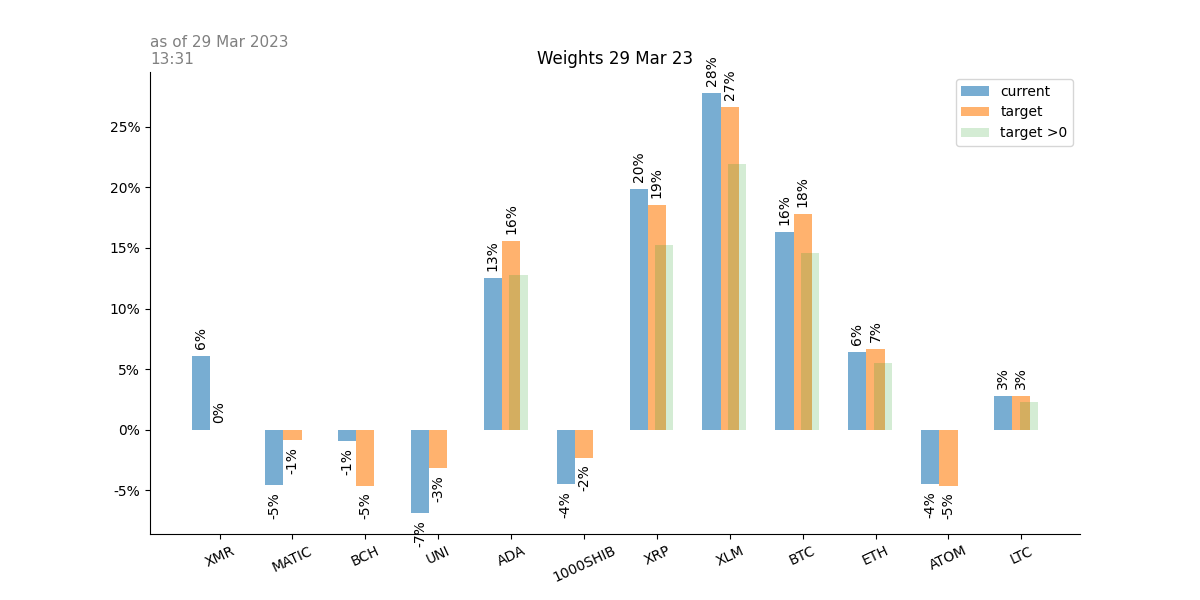 as of 29 Mar 2023
13:31
Weights 29 Mar 23
current
target
target >0
25%
20%
15%
10%
5%
0%
-5%
6%
0%
-5%
-1%
-1%
-5%
-7%
-3%
13%
16%
-4%
-2%
20%
19%
28%
27%
16%
18%
6%
7%
-4%
-5%
3%
3%
XMR
MATIC
BCH
UNI
ADA
1000SHIB
XRP
XLM
BTC
ETH
ATOM
LTC